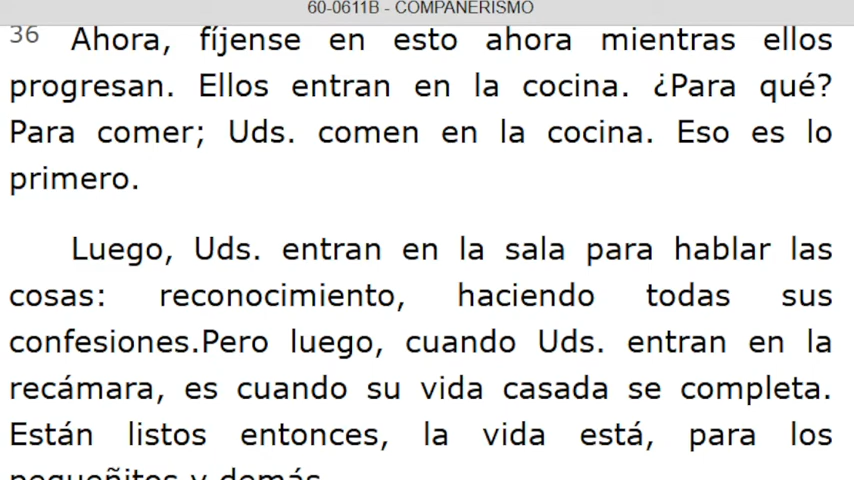 60-0611B - COMPANERISMO
36 Ahora, fíjense en esto ahora mientras ellos
progresan. Ellos entran en la cocina. ¿Para qué?
Para comer; Uds. comen en la cocina. Eso es lo
primero.
Luego, Uds. entran en la sala para hablar las
cosas: reconocimiento, haciendo todas sus
confesiones.Pero luego, cuando Uds. entran en la
recámara, es cuando su vida casada se completa.
Están listos entonces, la vida está, para los
pequeñitos y demás.